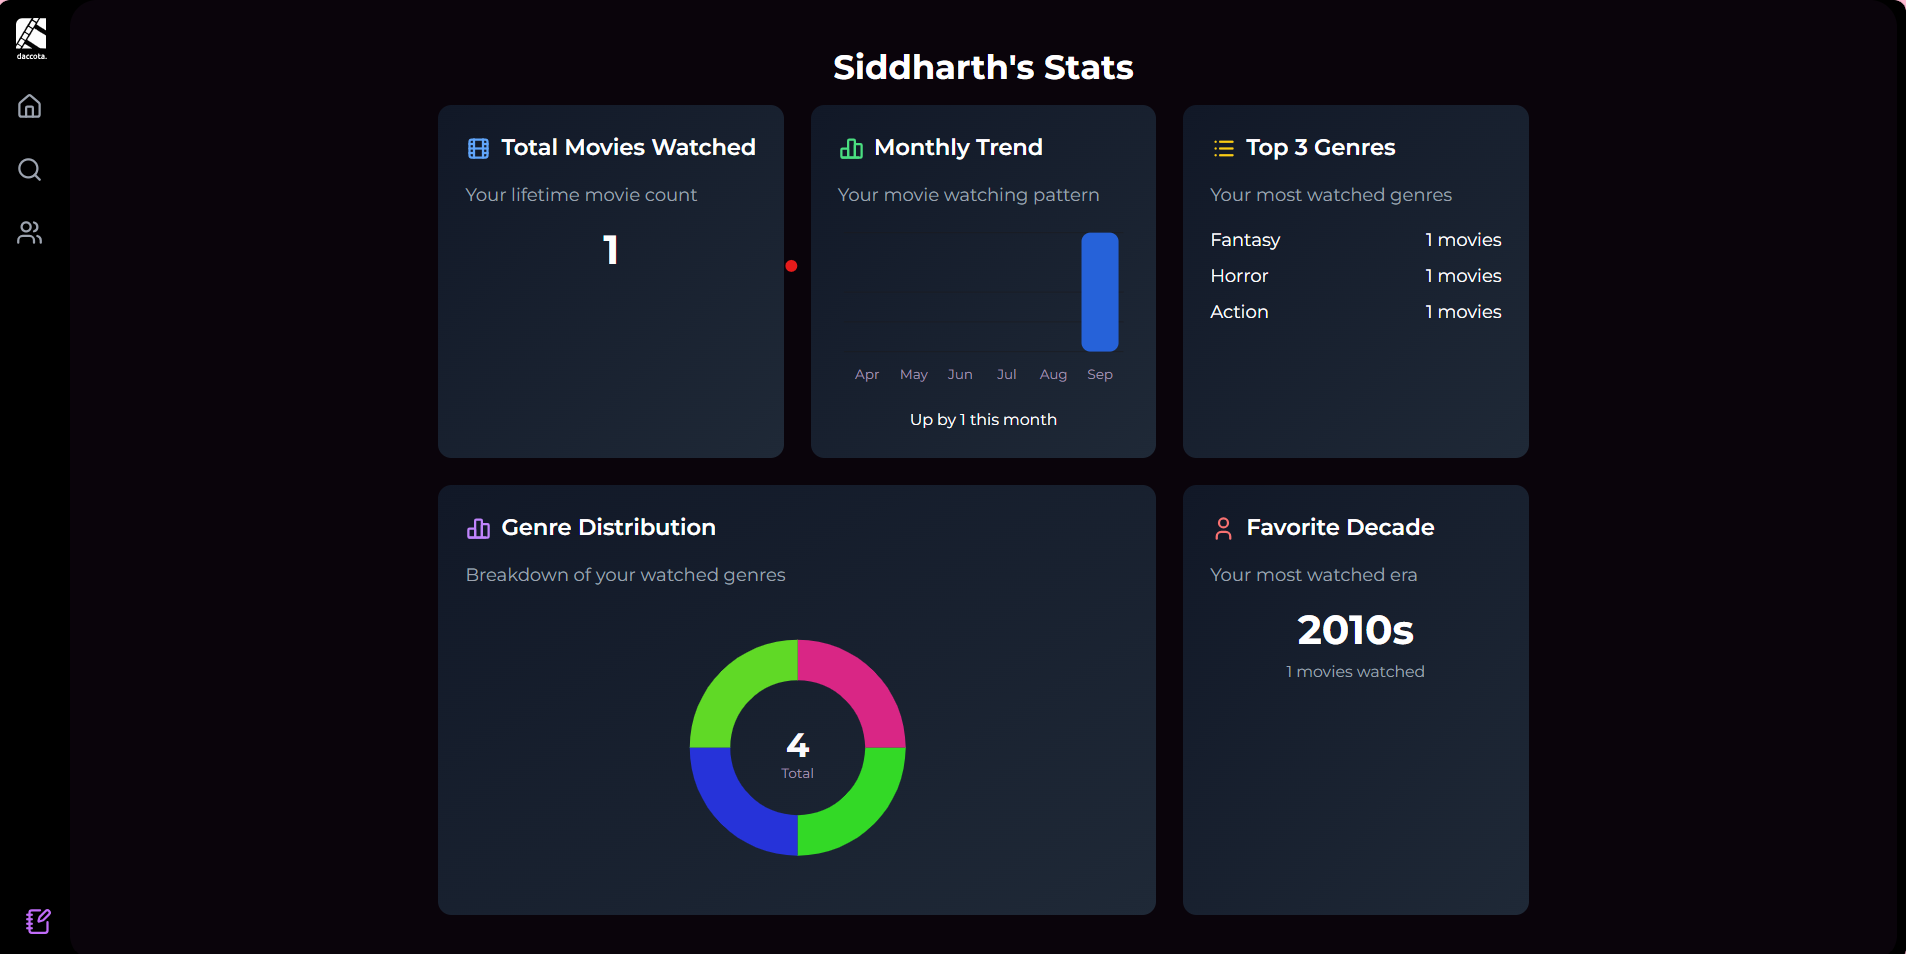 daccota.
Siddharth's Stats
Total Movies Watched
Your lifetime movie count
1
Monthly Trend
Your movie watching pattern
Apr May Jun Jul Aug Sep
Up by 1 this month
Top 3 Genres
Your most watched genres
Fantasy 1 movies
Horror 1 movies
Action 1 movies
Genre Distribution
Breakdown of your watched genres
4
Total
Favorite Decade
Your most watched era
2010s
1 movies watched